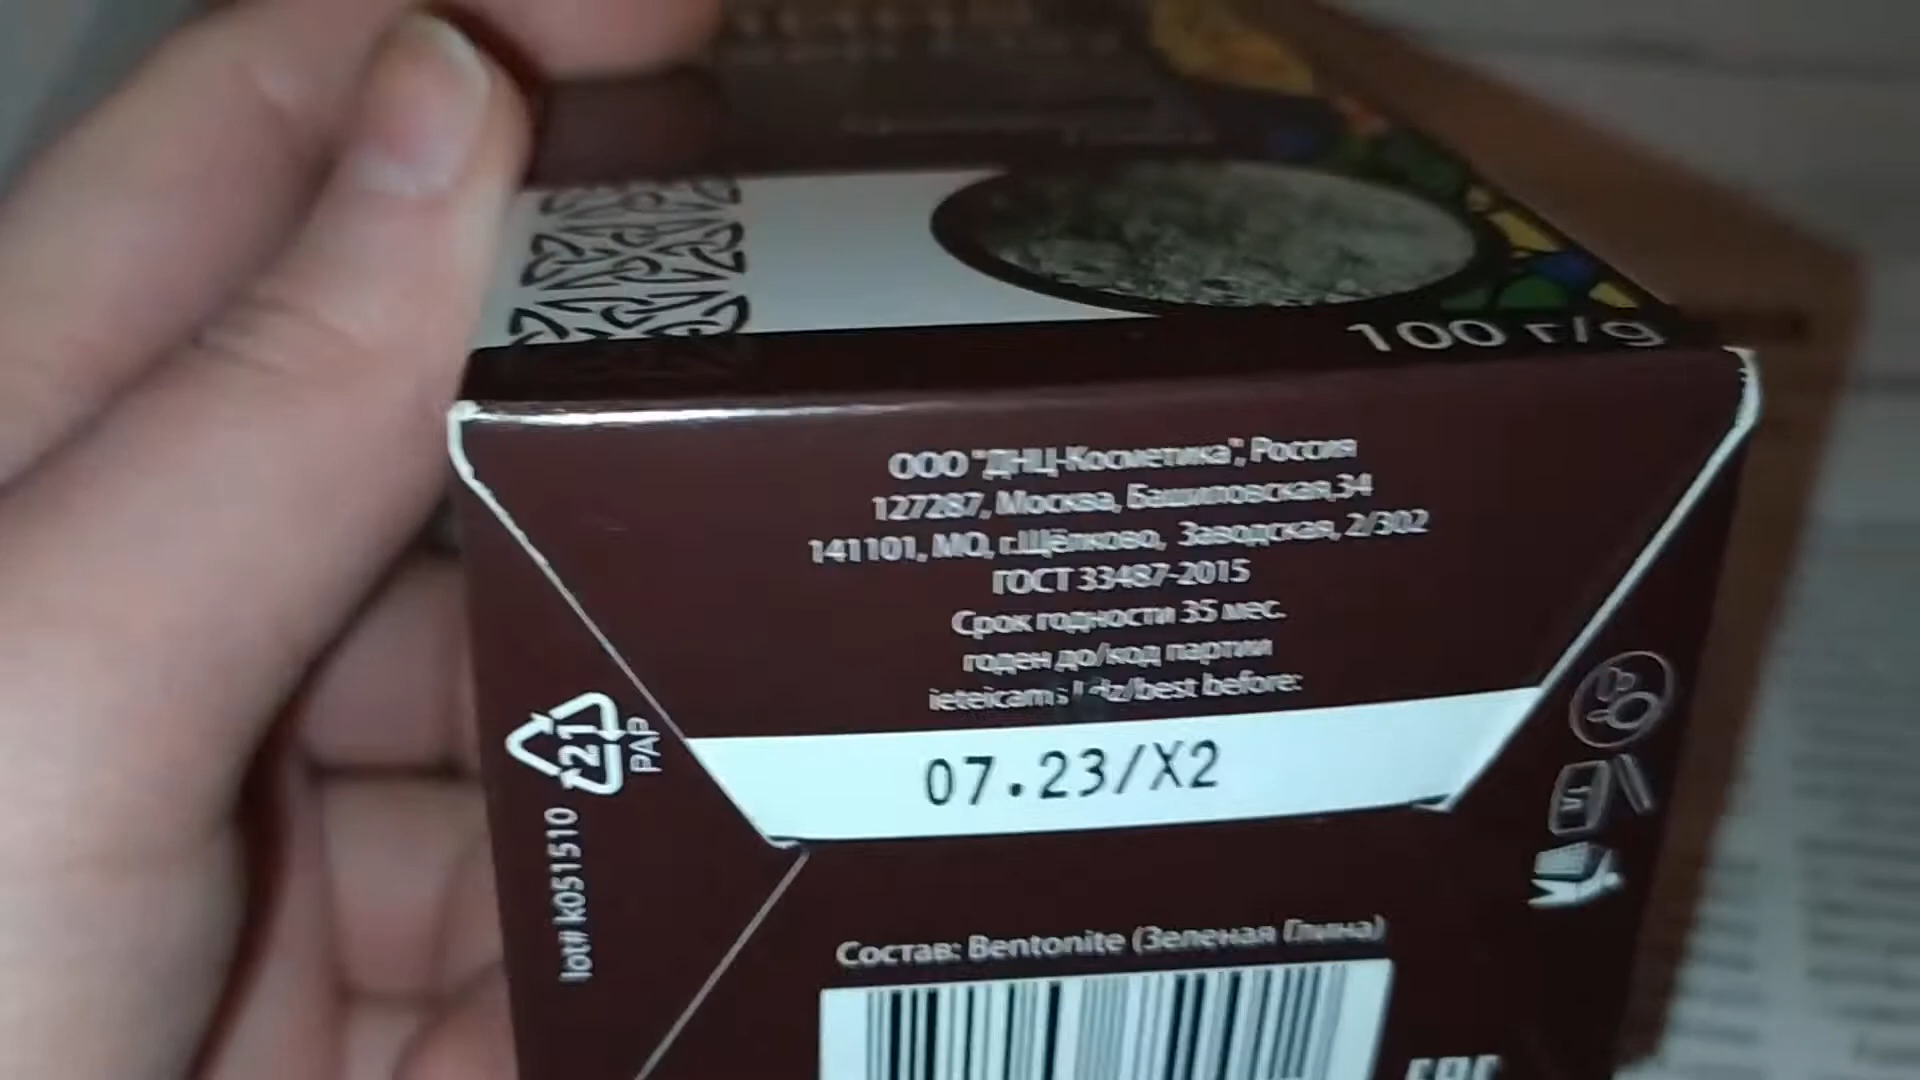 100 г/g
ООО "ДНЦ-Косметика", Россия
127287, Москва, Башиловская,34
141101, МО, г.Щёлково, Заводская, 2/302
ГОСТ 33487-2015
Срок годности 35 мес.
годен до/код партии
ieteicams /best before:
07.23/X2
21
PAP
lot# k051510
Состав: Bentonite (Зеленая Глина)
EAC